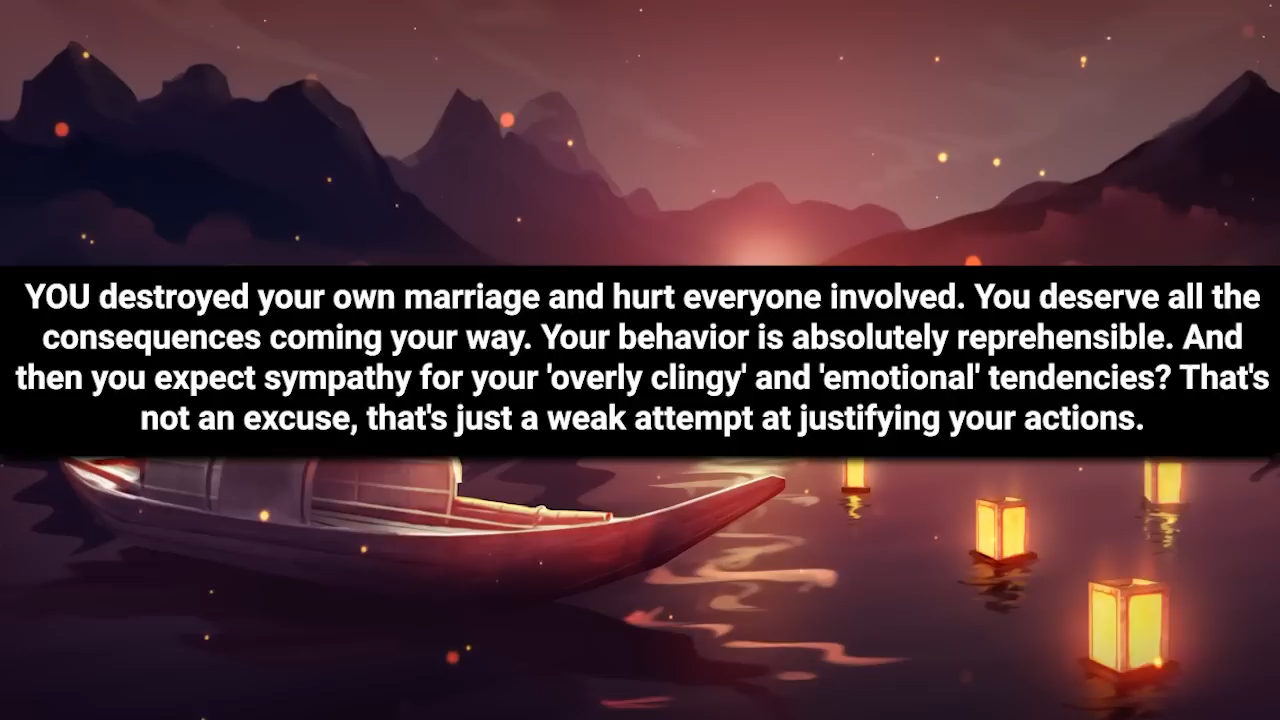 YOU destroyed your own marriage and hurt everyone involved. You deserve all the
consequences coming your way. Your behavior is absolutely reprehensible. And
then you expect sympathy for your 'overly clingy' and 'emotional' tendencies? That's
not an excuse, that's just a weak attempt at justifying your actions.